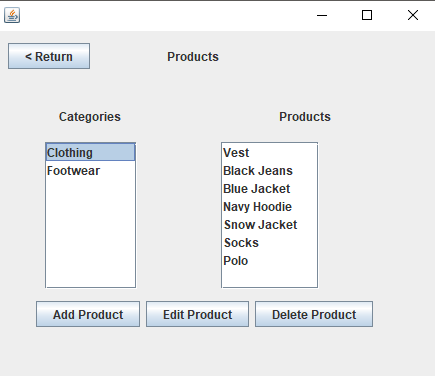 < Return
Products
Categories
Products
Clothing
Footwear
Vest
Black Jeans
Blue Jacket
Navy Hoodie
Snow Jacket
Socks
Polo
Add Product
Edit Product
Delete Product